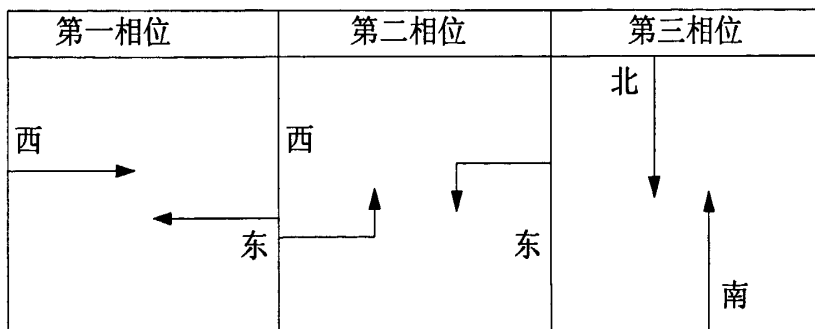 第一相位 第二相位 第三相位
北
西 西
东 东
南